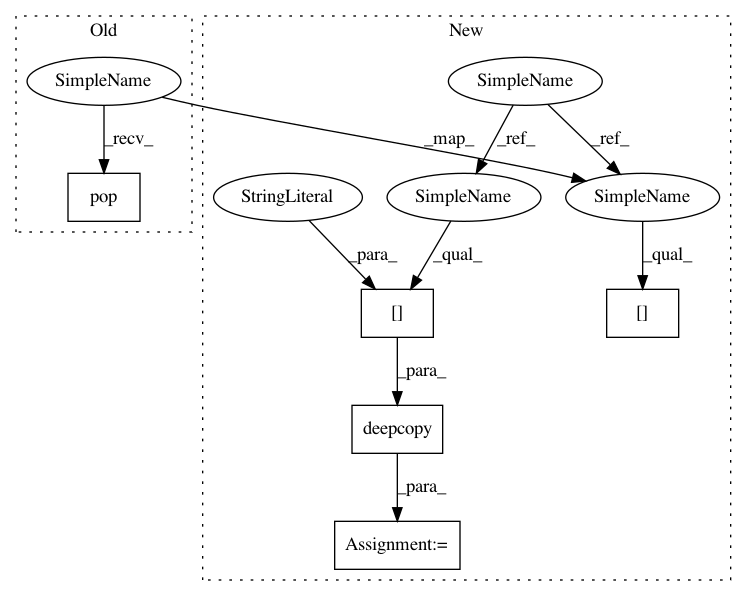 Old
New
SimpleName
SimpleName
_recv_
_map_
_ref_
_ref_
pop
StringLiteral
SimpleName
SimpleName
_para_
_qual_
_qual_
[]
[]
_para_
deepcopy
_para_
Assignment:=